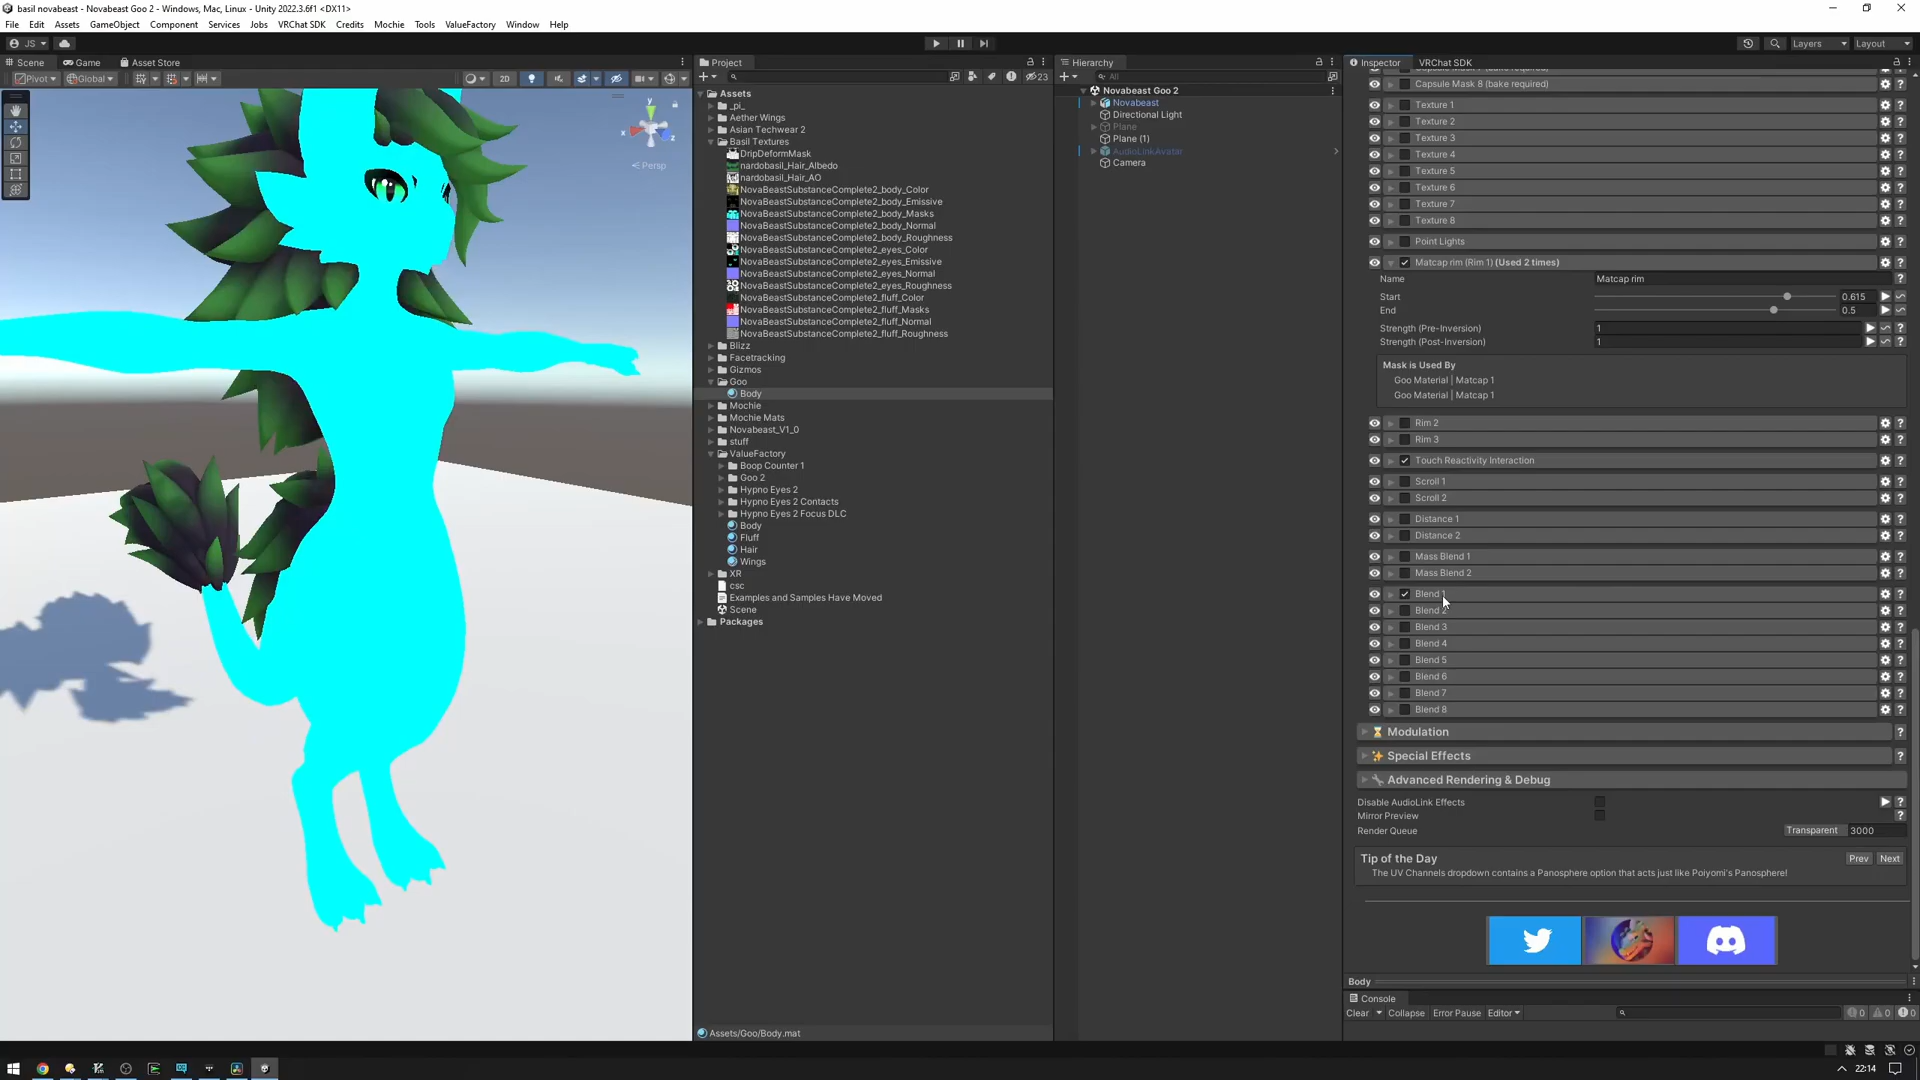 basil novabeast - Novabeast Goo 2 - Windows, Mac, Linux - Unity 2022.3.6f1 <DX11>
File Edit Assets GameObject Component Services Jobs VRChat SDK Credits Mochie Tools ValueFactory Window Help
JS
Layers Layout
Scene Game Asset Store
Pivot Global 2D
y
x
z
Persp
Project
23
Assets
_pi_
Aether Wings
Asian Techwear 2
Basil Textures
DripDeformMask
nardobasil_Hair_Albedo
nardobasil_Hair_AO
NovaBeastSubstanceComplete2_body_Color
NovaBeastSubstanceComplete2_body_Emissive
NovaBeastSubstanceComplete2_body_Masks
NovaBeastSubstanceComplete2_body_Normal
NovaBeastSubstanceComplete2_body_Roughness
NovaBeastSubstanceComplete2_eyes_Color
NovaBeastSubstanceComplete2_eyes_Emissive
NovaBeastSubstanceComplete2_eyes_Normal
NovaBeastSubstanceComplete2_eyes_Roughness
NovaBeastSubstanceComplete2_fluff_Color
NovaBeastSubstanceComplete2_fluff_Masks
NovaBeastSubstanceComplete2_fluff_Normal
NovaBeastSubstanceComplete2_fluff_Roughness
Blizz
Facetracking
Gizmos
Goo
Body
Mochie
Mochie Mats
Novabeast_V1_0
stuff
ValueFactory
Boop Counter 1
Goo 2
Hypno Eyes 2
Hypno Eyes 2 Contacts
Hypno Eyes 2 Focus DLC
Body
Fluff
Hair
Wings
XR
csc
Examples and Samples Have Moved
Scene
Packages
Assets/Goo/Body.mat
Hierarchy
All
Novabeast Goo 2
Novabeast
Directional Light
Plane
Plane (1)
AudioLinkAvatar
Camera
Inspector VRChat SDK
Capsule Mask 8 (bake required)
Texture 1
Texture 2
Texture 3
Texture 4
Texture 5
Texture 6
Texture 7
Texture 8
Point Lights
Matcap rim (Rim 1) (Used 2 times)
Name Matcap rim
Start 0.615
End 0.5
Strength (Pre-Inversion) 1
Strength (Post-Inversion) 1
Mask is Used By
Goo Material | Matcap 1
Goo Material | Matcap 1
Rim 2
Rim 3
Touch Reactivity Interaction
Scroll 1
Scroll 2
Distance 1
Distance 2
Mass Blend 1
Mass Blend 2
Blend 1
Blend 2
Blend 3
Blend 4
Blend 5
Blend 6
Blend 7
Blend 8
Modulation
Special Effects
Advanced Rendering & Debug
Disable AudioLink Effects
Mirror Preview
Render Queue Transparent 3000
Tip of the Day Prev Next
The UV Channels dropdown contains a Panosphere option that acts just like Poiyomi's Panosphere!
Body
Console
Clear Collapse Error Pause Editor 0 0 0
22:14